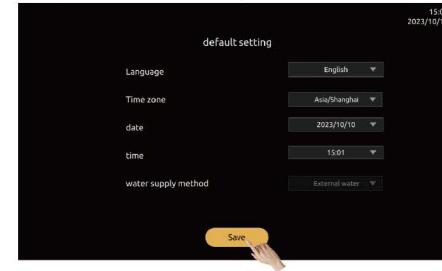 default setting
Language English
Time zone Asia/Shanghai
date 2023/10/10
time 15:01
water supply method External water
Save